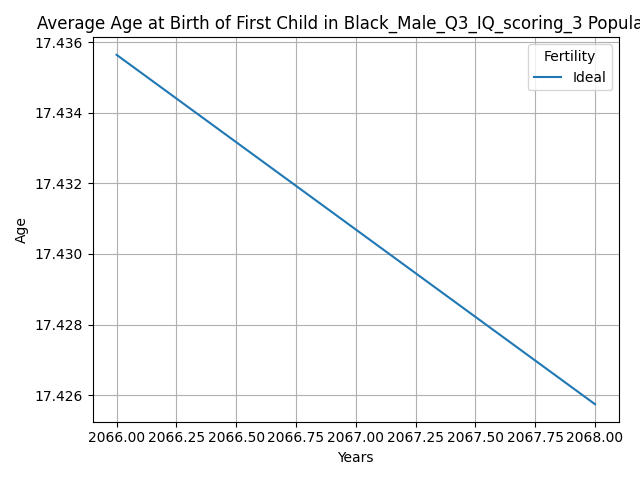 Average Age at Birth of First Child in Black_Male_Q3_IQ_scoring_3 Popula
17.436
17.434
17.432
17.430
17.428
17.426
Age
Fertility
Ideal
2066.00 2066.25 2066.50 2066.75 2067.00 2067.25 2067.50 2067.75 2068.00
Years